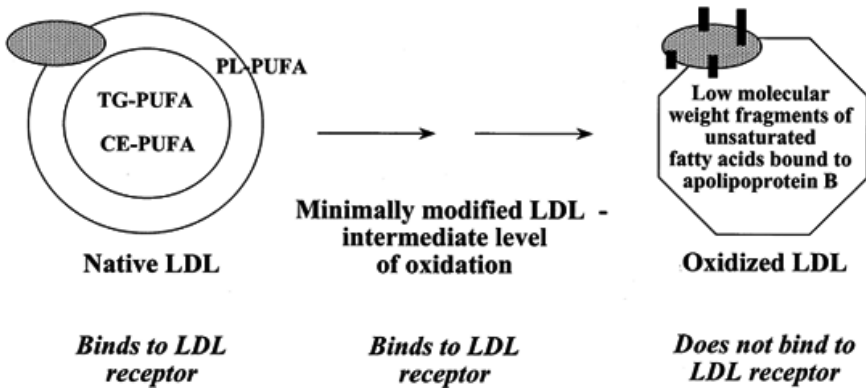 PL-PUFA
TG-PUFA
CE-PUFA
Native LDL
Binds to LDL
receptor
Minimally modified LDL -
intermediate level
of oxidation
Binds to LDL
receptor
Low molecular
weight fragments of
unsaturated
fatty acids bound to
apolipoprotein B
Oxidized LDL
Does not bind to
LDL receptor